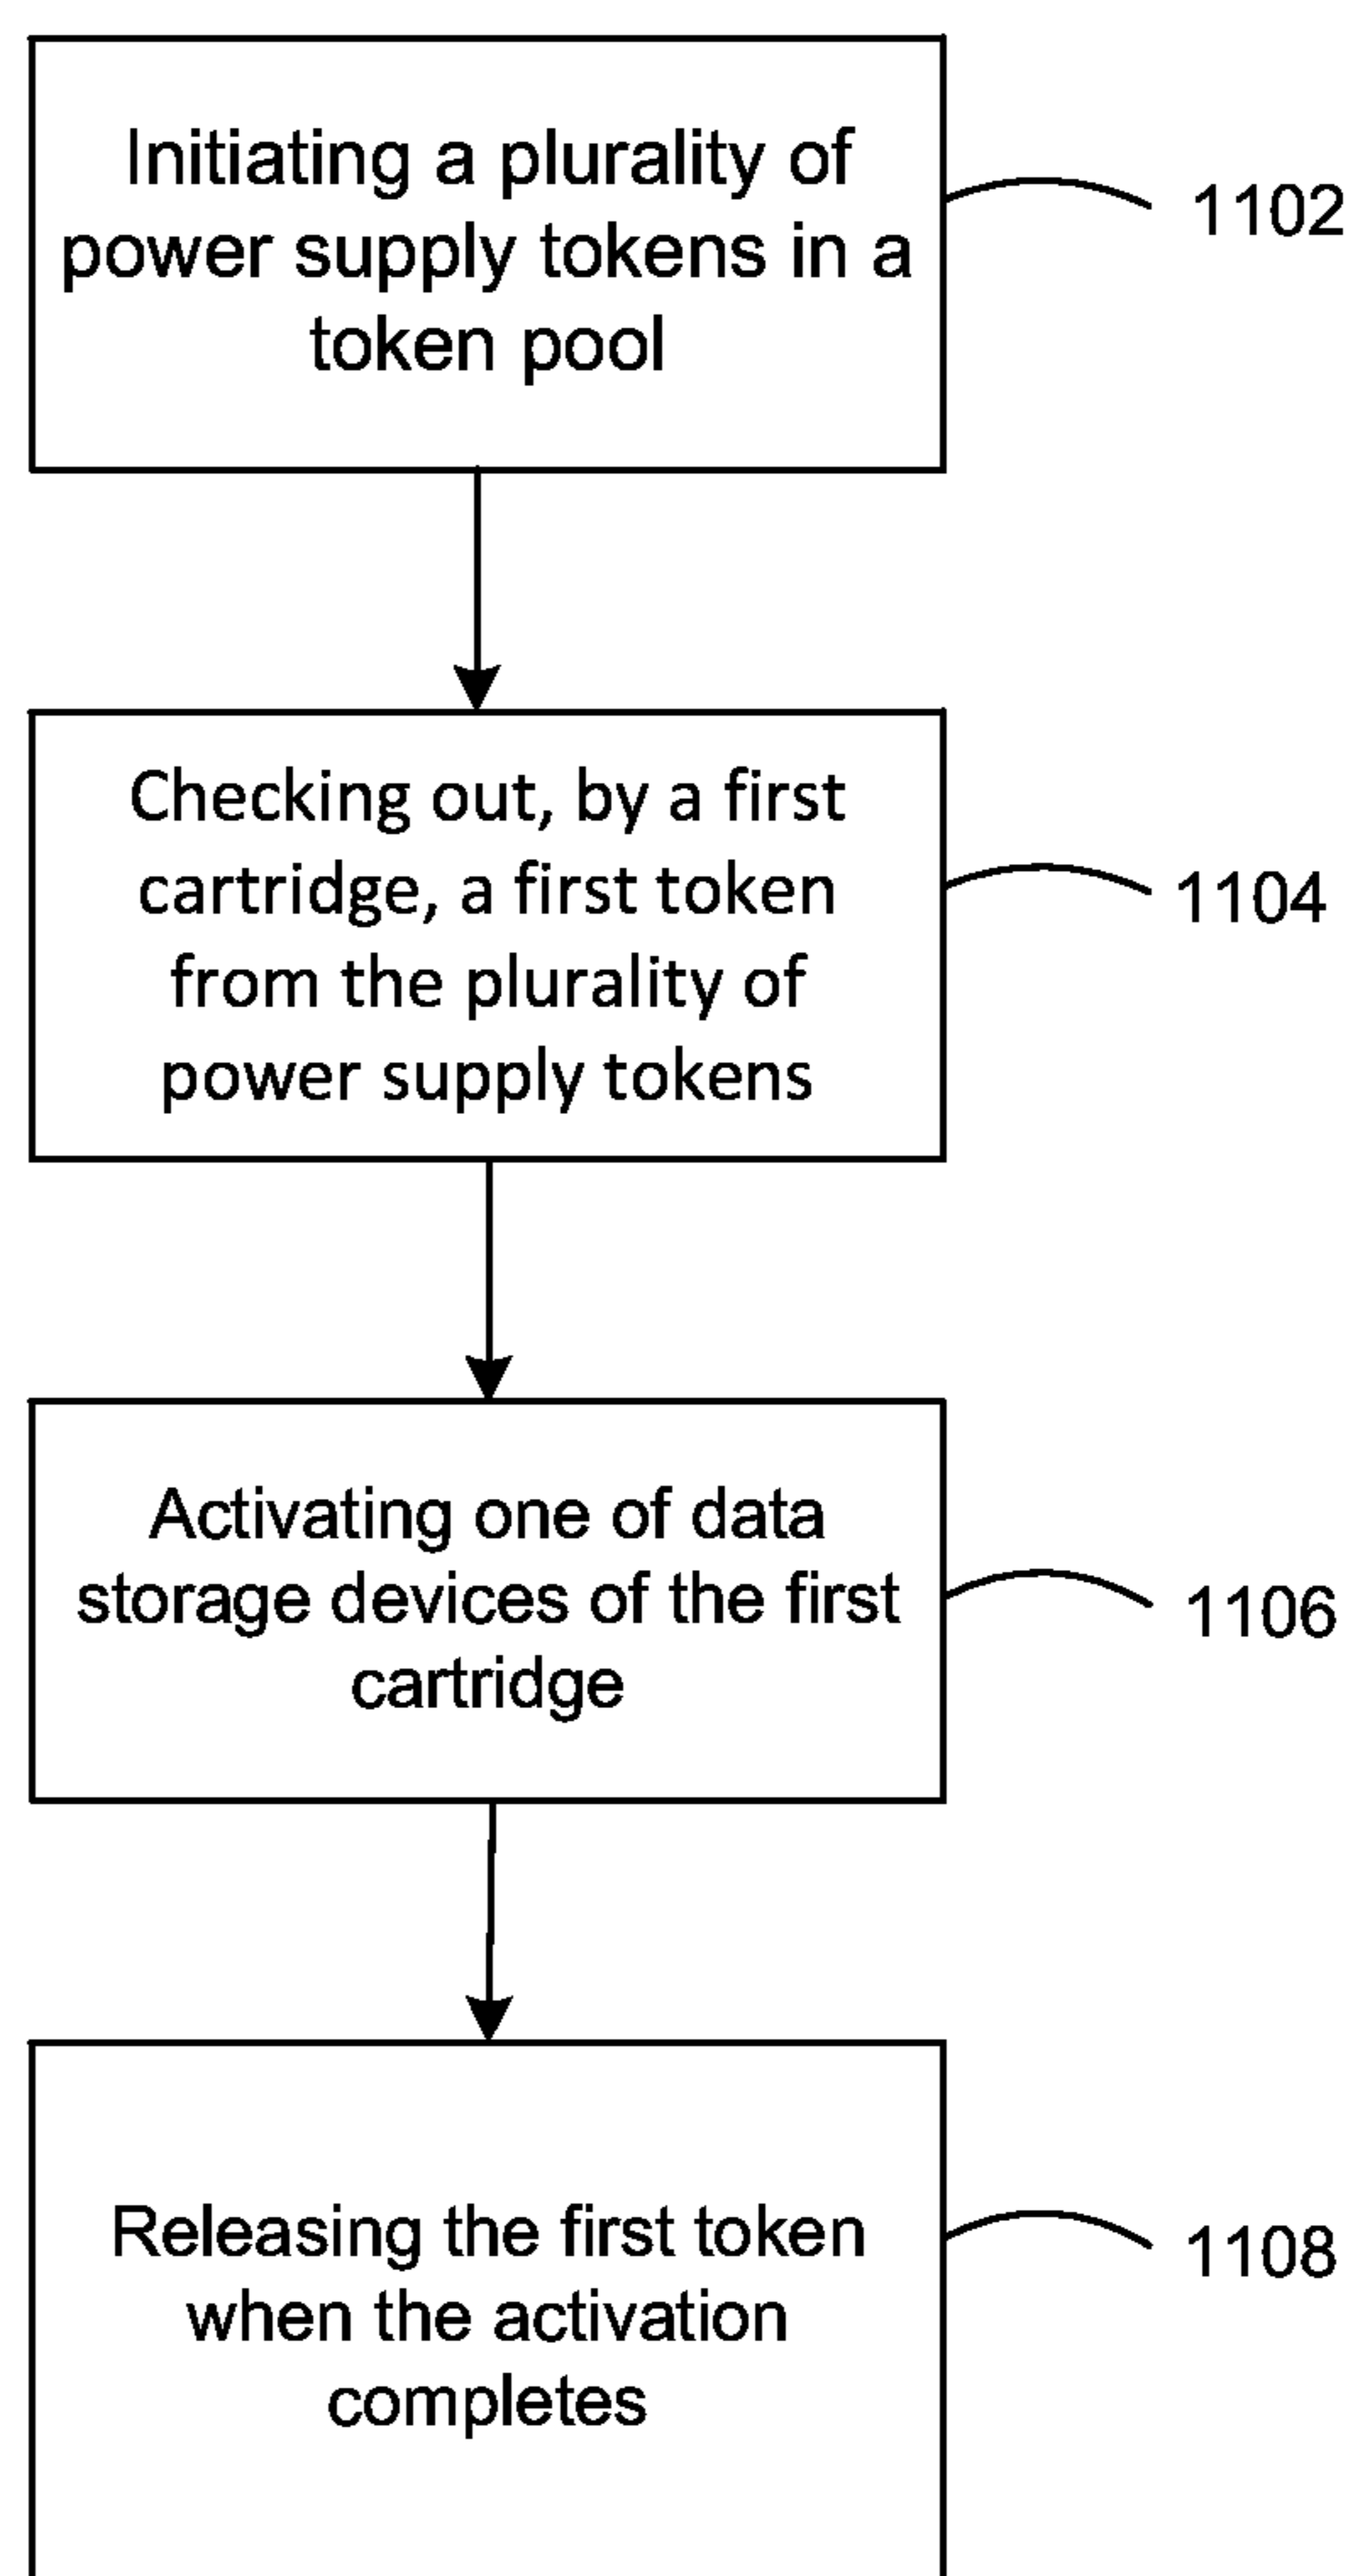 Initiating a plurality of
power supply tokens in a
token pool
1102
Checking out, by a first
cartridge, a first token
from the plurality of
power supply tokens
1104
Activating one of data
storage devices of the first
cartridge
1106
Releasing the first token
when the activation
completes
1108